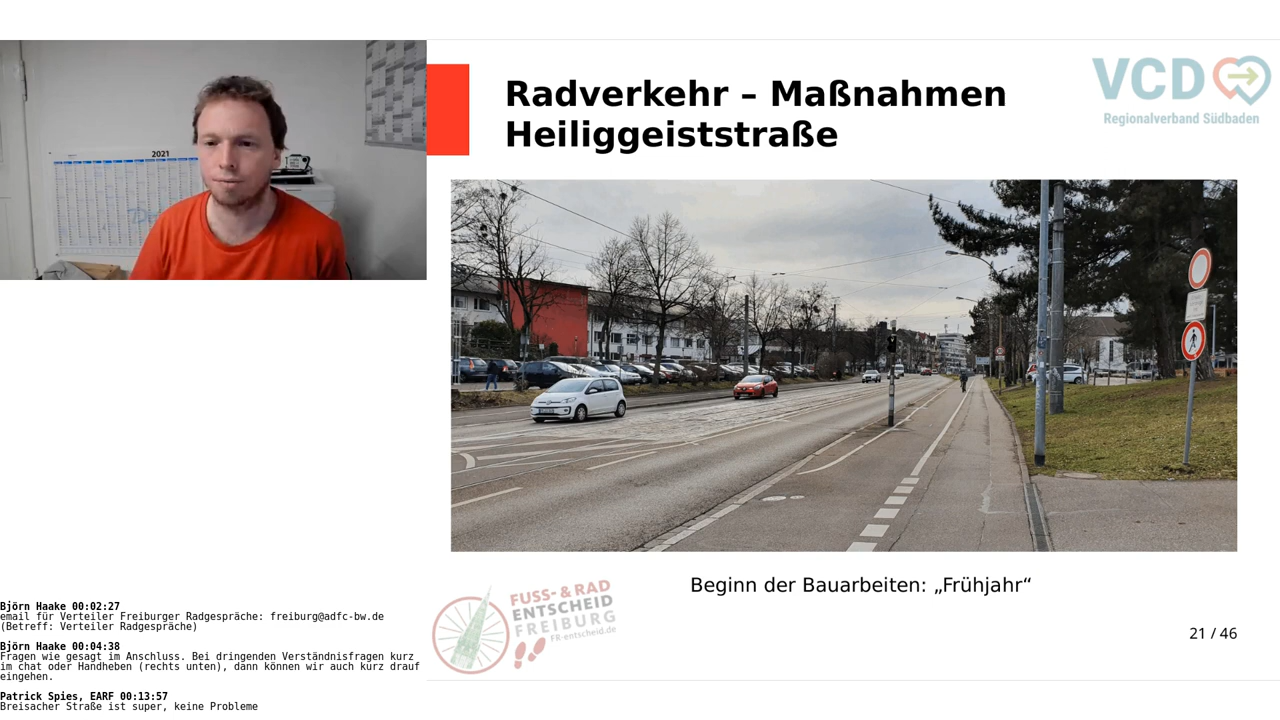 2021
Radverkehr – Maßnahmen
Heiliggeiststraße
VCD
Regionalverband Südbaden
Beginn der Bauarbeiten: „Frühjahr“
FUSS- & RAD
ENTSCHEID
FREIBURG
FR-entscheid.de
21 / 46
Björn Haake 00:02:27
email für Verteiler Freiburger Radgespräche: freiburg@adfc-bw.de
(Betreff: Verteiler Radgespräche)
Björn Haake 00:04:38
Fragen wie gesagt im Anschluss. Bei dringenden Verständnisfragen kurz
im chat oder Handheben (rechts unten), dann können wir auch kurz drauf
eingehen.
Patrick Spies, EARF 00:13:57
Breisacher Straße ist super, keine Probleme